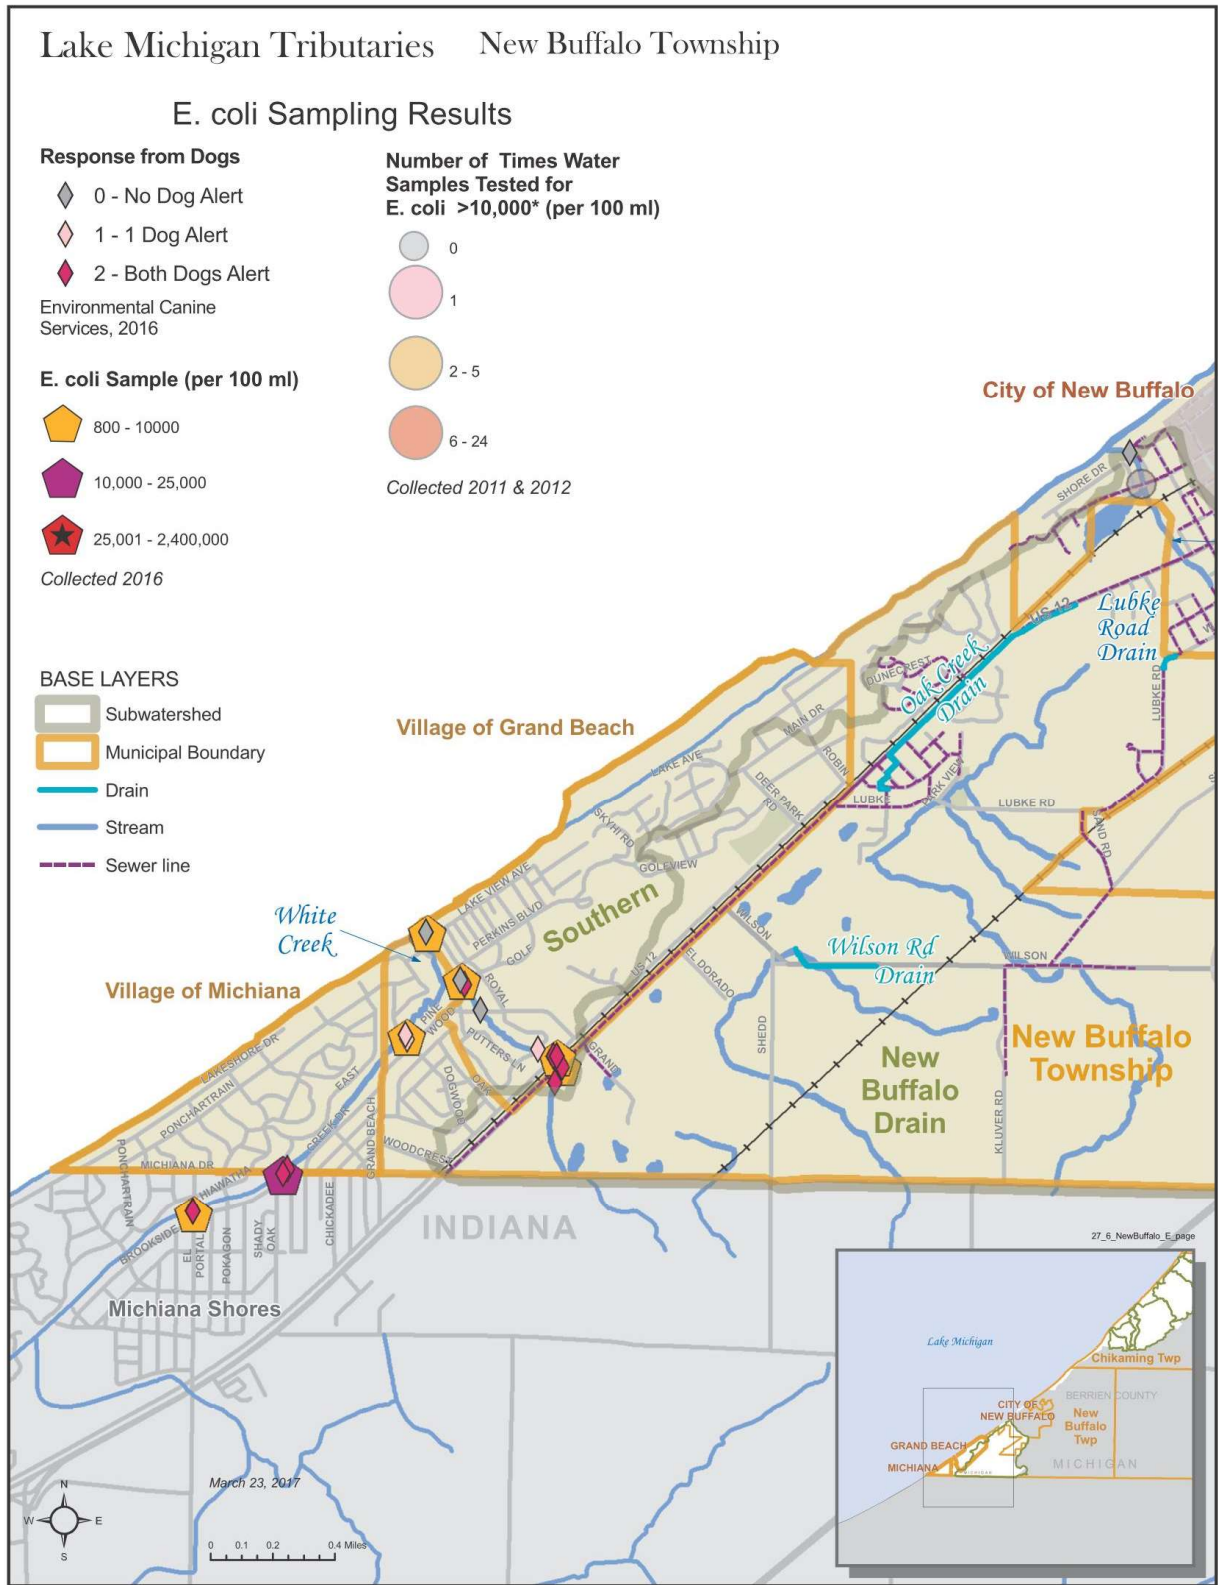 Lake Michigan Tributaries New Buffalo Township
E. coli Sampling Results
Response from Dogs
0 - No Dog Alert
1 - 1 Dog Alert
2 - Both Dogs Alert
Environmental Canine
Services, 2016
E. coli Sample (per 100 ml)
800 - 10000
10,000 - 25,000
25,001 - 2,400,000
Collected 2016
Number of Times Water
Samples Tested for
E. coli >10,000* (per 100 ml)
0
1
2 - 5
6 - 24
Collected 2011 & 2012
BASE LAYERS
Subwatershed
Municipal Boundary
Drain
Stream
Sewer line
City of New Buffalo
SHORE DR
US-12
Lubke
Road
Drain
LUBKE RD
DUNECREST
Oak Creek
Drain
Village of Grand Beach
MAIN DR
LAKE AVE
ROBIN
DEER PARK
RD
SKYHI RD
LUBKE
PARK VIEW
LUBKE RD
SAND RD
GOLFVIEW
LAKE VIEW AVE
PERKINS BLVD
GOLF
Southern
White
Creek
WILSON
US-12
EL DORADO
Wilson Rd
Drain
WILSON
Village of Michiana
ROYAL
PINE
WOOD
PUTTERS LN
GRAND
SHEDD
New
Buffalo
Drain
New Buffalo
Township
KLUVER RD
LAKESHORE DR
PONCHARTRAIN
EAST
CREEK DR
DOGWOOD
OAK
GRAND BEACH
WOODCREST
MICHIANA DR
PONCHARTRAIN
HIAWATHA
BROOKSIDE
EL
PORTAL
POKAGON
SHADY
OAK
CHICKADEE
INDIANA
Michiana Shores
27_6_NewBuffalo_E_page
Lake Michigan
Chikaming Twp
BERRIEN COUNTY
CITY OF
NEW BUFFALO
New
Buffalo
Twp
GRAND BEACH
MICHIANA
MICHIGAN
MICHIGAN
March 23, 2017
N
W
E
S
0 0.1 0.2 0.4 Miles